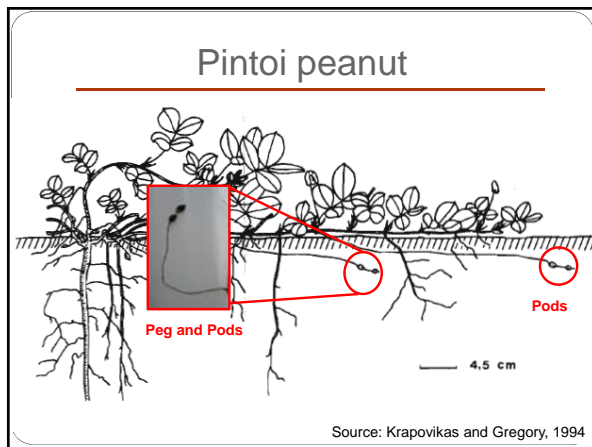 Pintoi peanut
Peg and Pods
Pods
4,5 cm
Source: Krapovikas and Gregory, 1994